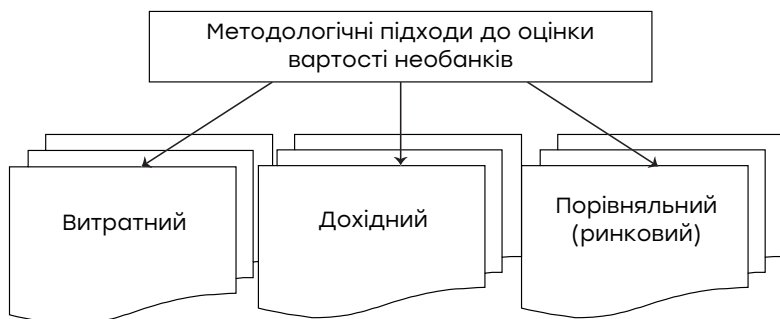 Методологічні підходи до оцінки
вартості необанків
Витратний
Дохідний
Порівняльний
(ринковий)